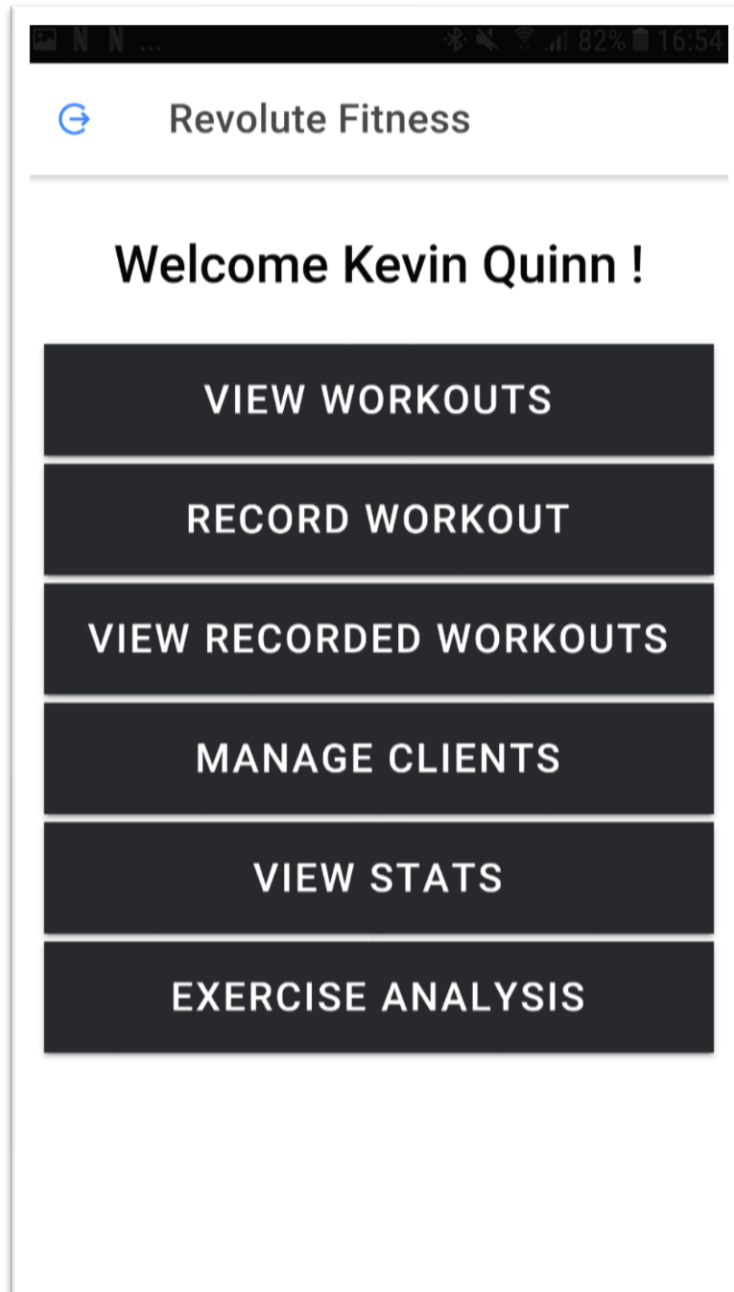 N N ... 82% 16:54
Revolute Fitness
Welcome Kevin Quinn !
VIEW WORKOUTS
RECORD WORKOUT
VIEW RECORDED WORKOUTS
MANAGE CLIENTS
VIEW STATS
EXERCISE ANALYSIS